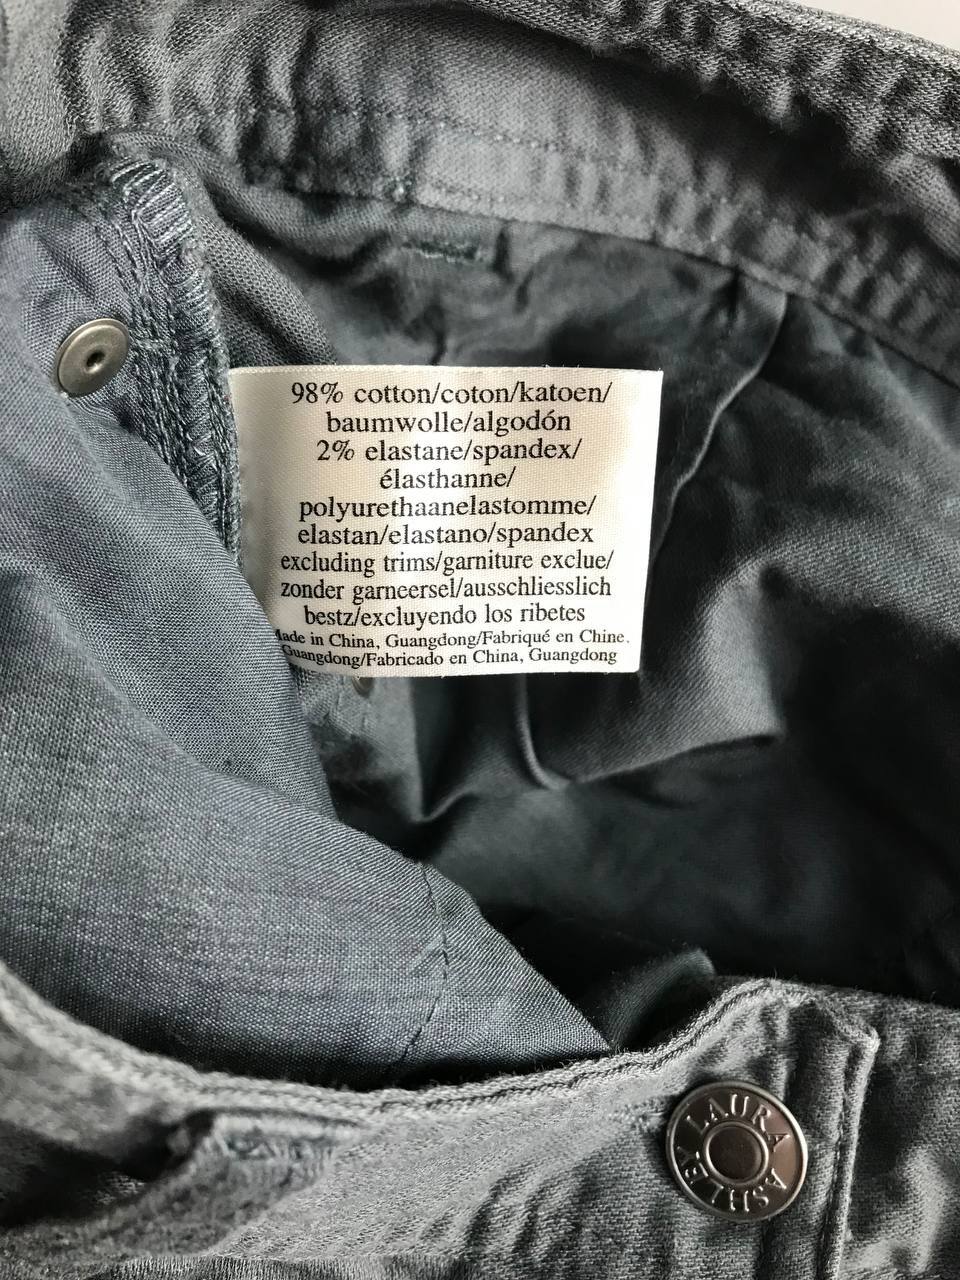 98% cotton/coton/katoen/
baumwolle/algodón
2% elastane/spandex/
élasthanne/
polyurethaanelastomme/
elastan/elastano/spandex
excluding trims/garniture exclue/
zonder garneersel/ausschliesslich
bestz/excluyendo los ribetes
Made in China, Guangdong/Fabriqué en Chine,
Guangdong/Fabricado en China, Guangdong
LAURA ASHLEY